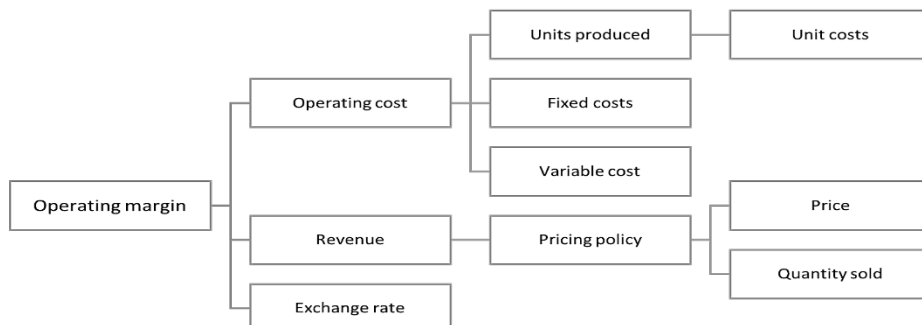 Units produced
Unit costs
Operating cost
Fixed costs
Variable cost
Operating margin
Price
Revenue
Pricing policy
Quantity sold
Exchange rate